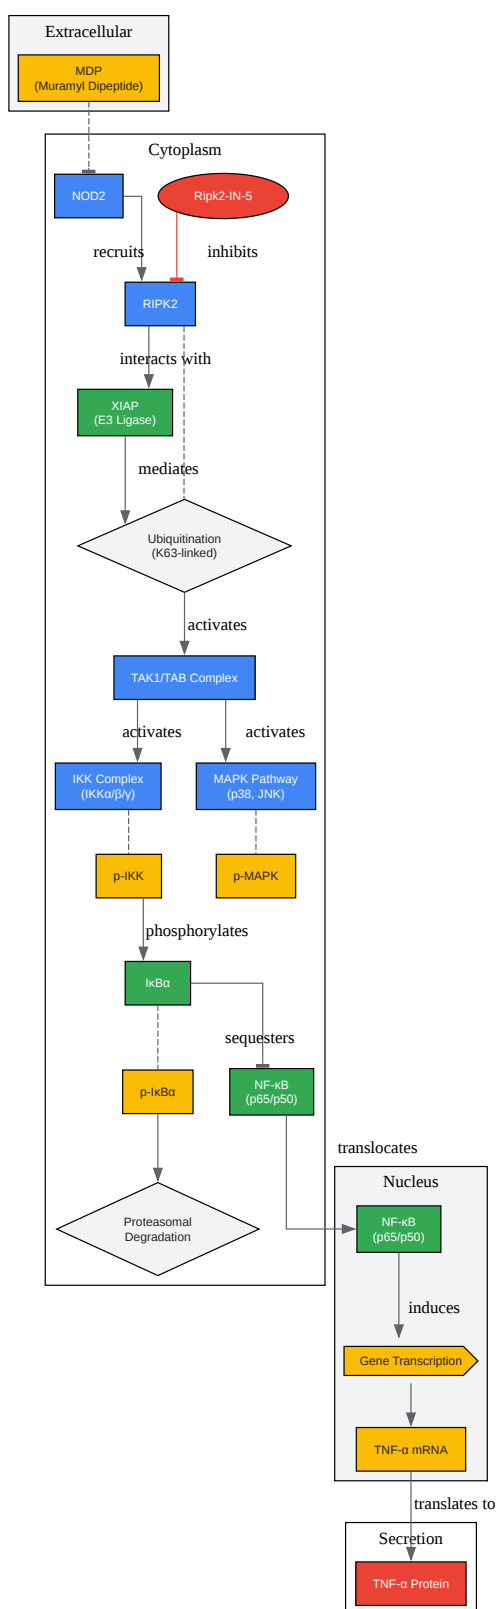 Extracellular
MDP
(Muramyl Dipeptide)
Cytoplasm
NOD2
Ripk2-IN-5
recruits
inhibits
RIPK2
interacts with
XIAP
(E3 Ligase)
mediates
Ubiquitination
(K63-linked)
activates
TAK1/TAB Complex
activates
activates
IKK Complex
(IKKα/β/γ)
MAPK Pathway
(p38, JNK)
p-IKK
p-MAPK
phosphorylates
IκBα
sequesters
p-IκBα
NF-κB
(p65/p50)
translocates
Proteasomal
Degradation
Nucleus
NF-κB
(p65/p50)
induces
Gene Transcription
TNF-α mRNA
translates to
Secretion
TNF-α Protein